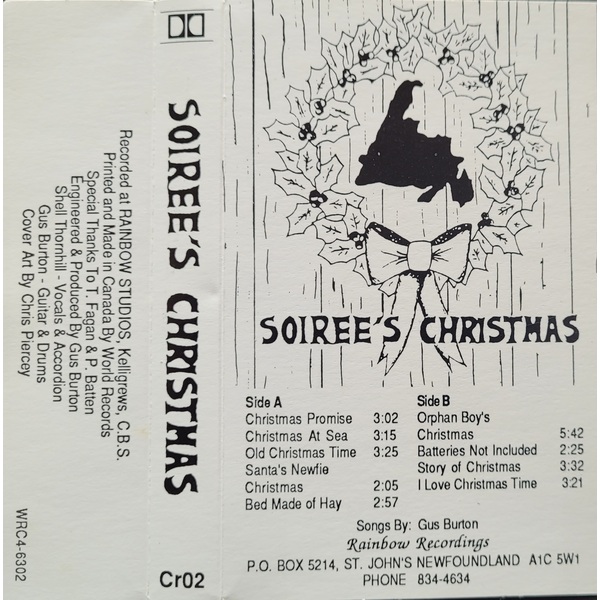 Recorded at RAINBOW STUDIOS, Kelligrews, C.B.S.
Printed and Made in Canada By World Records
Special Thanks To T. Fagan & P. Batten
Engineered & Produced By Gus Burton
Shell Thornhill - Vocals & Accordion
Gus Burton - Guitar & Drums
Cover Art By Chris Piercey
WRC4-6302
SOIREE'S CHRISTMAS
Cr02
SOIREE'S CHRISTMAS
Side A
Christmas Promise 3:02
Christmas At Sea 3:15
Old Christmas Time 3:25
Santa's Newfie
Christmas 2:05
Bed Made of Hay 2:57
Side B
Orphan Boy's
Christmas 5:42
Batteries Not Included 2:25
Story of Christmas 3:32
I Love Christmas Time 3:21
Songs By: Gus Burton
Rainbow Recordings
P.O. BOX 5214, ST. JOHN'S NEWFOUNDLAND A1C 5W1
PHONE 834-4634